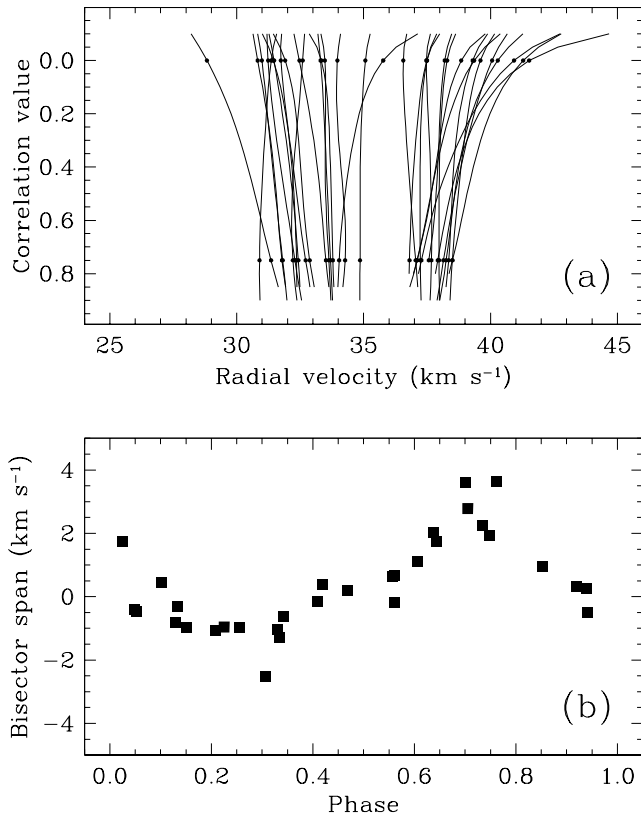 0.0
0.2
0.4
0.6
0.8
Correlation value
(a)
25 30 35 40 45
Radial velocity (km s⁻¹)
4
2
0
−2
−4
Bisector span (km s⁻¹)
(b)
0.0 0.2 0.4 0.6 0.8 1.0
Phase